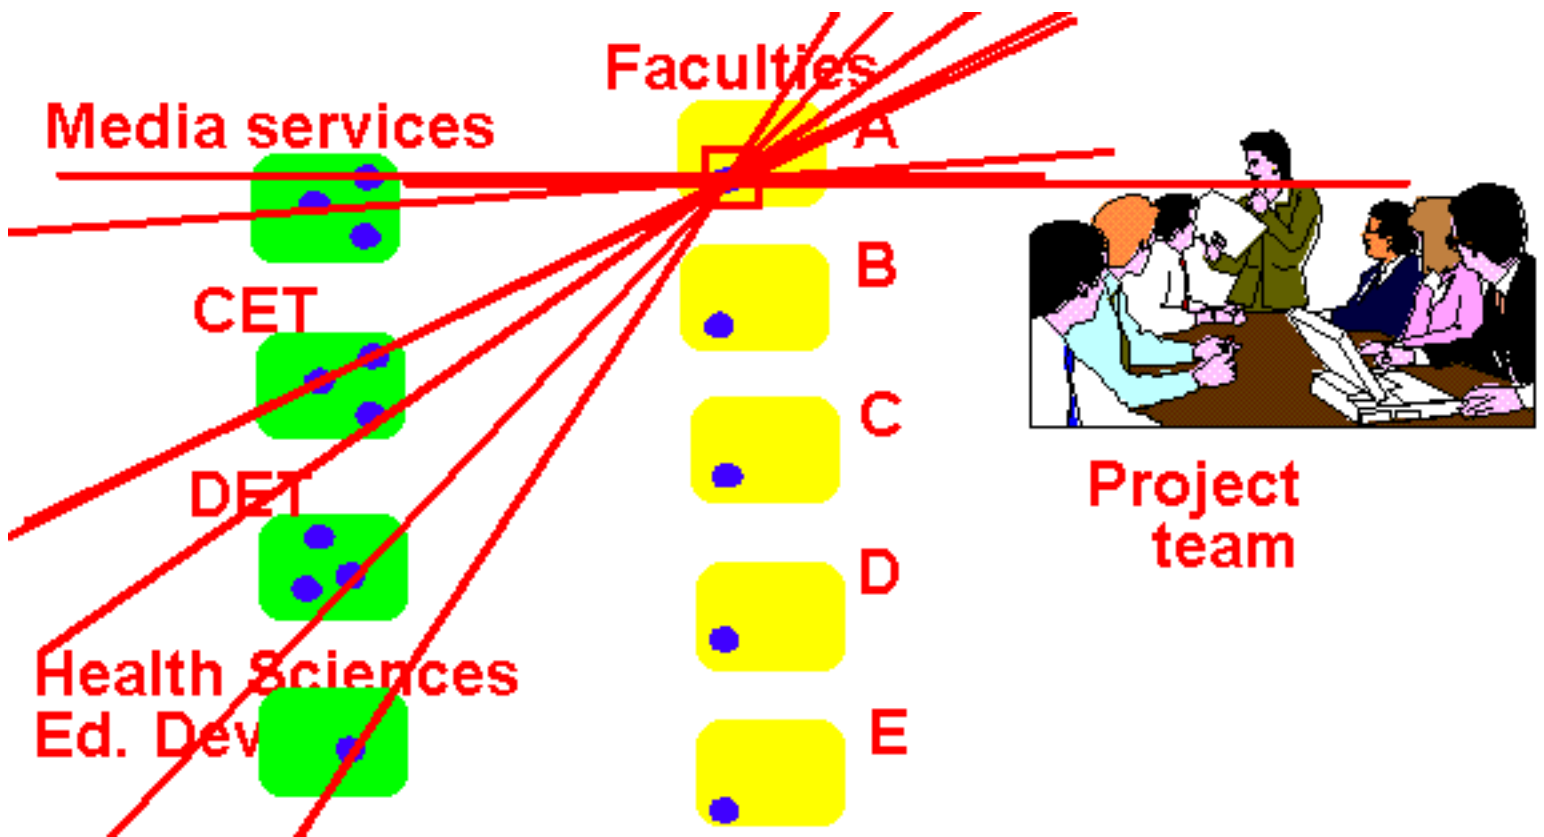 Faculties
Media services
A
B
CET
C
DET
Project
team
D
Health Sciences
Ed. Dev
E